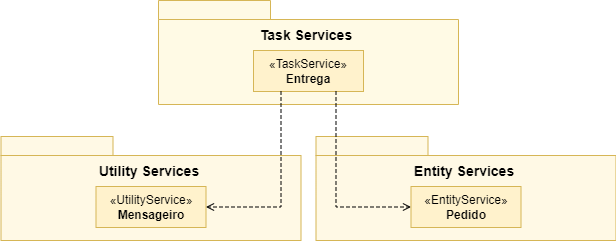 Task Services
«TaskService»
Entrega
Utility Services
«UtilityService»
Mensageiro
Entity Services
«EntityService»
Pedido